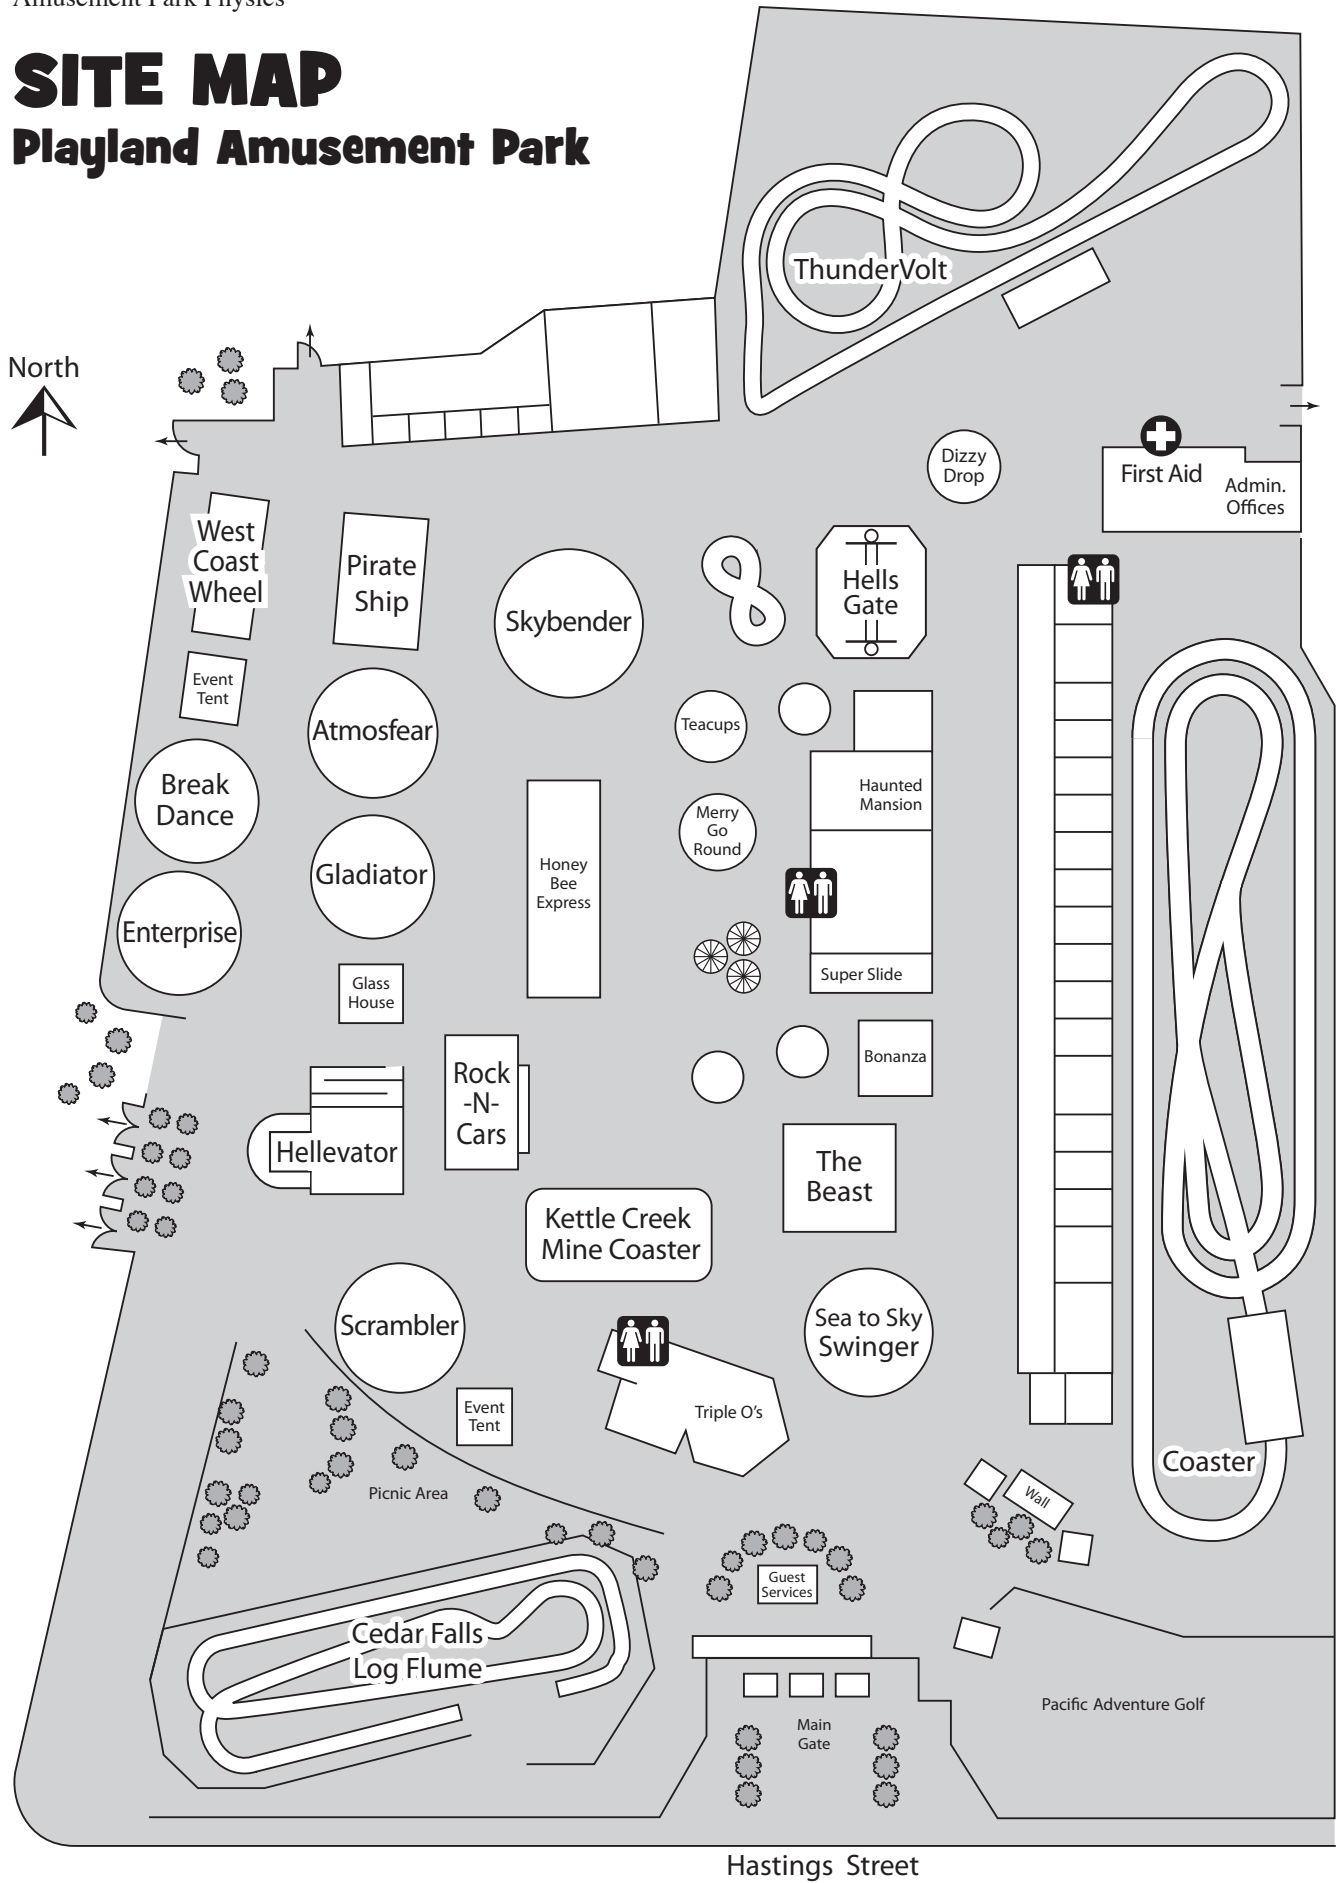 Amusement Park Physics
SITE MAP
Playland Amusement Park
ThunderVolt
North
Dizzy
Drop
First Aid
Admin.
Offices
West
Coast
Wheel
Pirate
Ship
Skybender
Hells
Gate
Event
Tent
Atmosfear
Teacups
Break
Dance
Haunted
Mansion
Merry
Go
Round
Gladiator
Honey
Bee
Express
Enterprise
Super Slide
Glass
House
Rock
-N-
Cars
Bonanza
Hellevator
The
Beast
Kettle Creek
Mine Coaster
Scrambler
Sea to Sky
Swinger
Event
Tent
Triple O's
Coaster
Picnic Area
Wall
Guest
Services
Cedar Falls
Log Flume
Pacific Adventure Golf
Main
Gate
Hastings Street